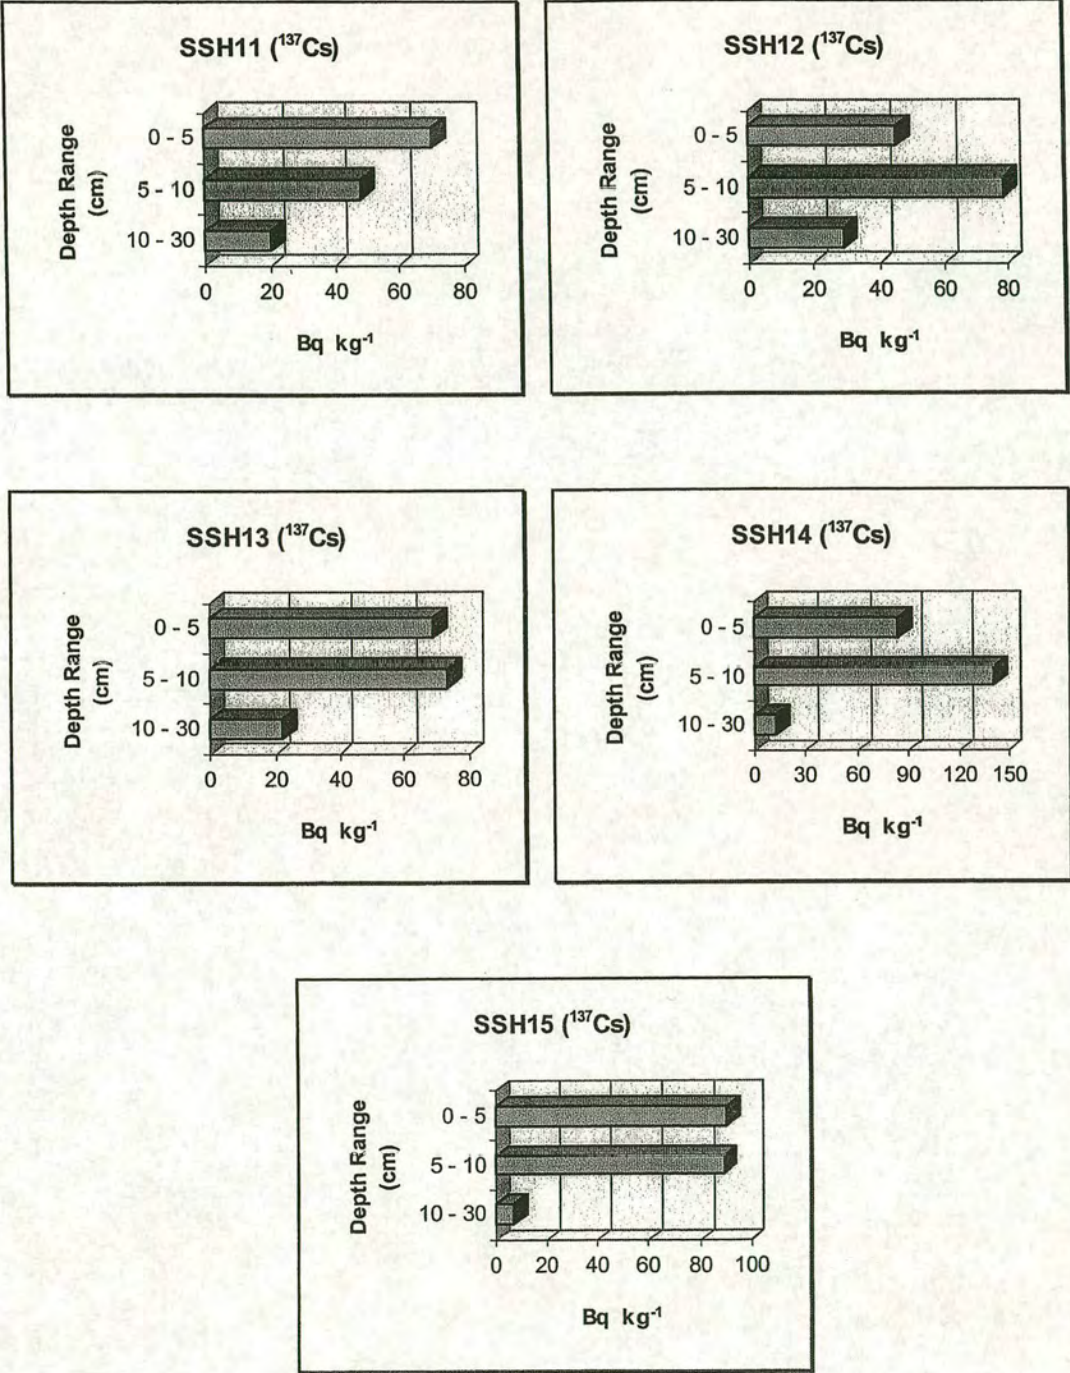 SSH11 (¹³⁷Cs)
Depth Range
(cm)
0 - 5
5 - 10
10 - 30
0 20 40 60 80
Bq kg⁻¹
SSH12 (¹³⁷Cs)
Depth Range
(cm)
0 - 5
5 - 10
10 - 30
0 20 40 60 80
Bq kg⁻¹
SSH13 (¹³⁷Cs)
Depth Range
(cm)
0 - 5
5 - 10
10 - 30
0 20 40 60 80
Bq kg⁻¹
SSH14 (¹³⁷Cs)
Depth Range
(cm)
0 - 5
5 - 10
10 - 30
0 30 60 90 120 150
Bq kg⁻¹
SSH15 (¹³⁷Cs)
Depth Range
(cm)
0 - 5
5 - 10
10 - 30
0 20 40 60 80 100
Bq kg⁻¹